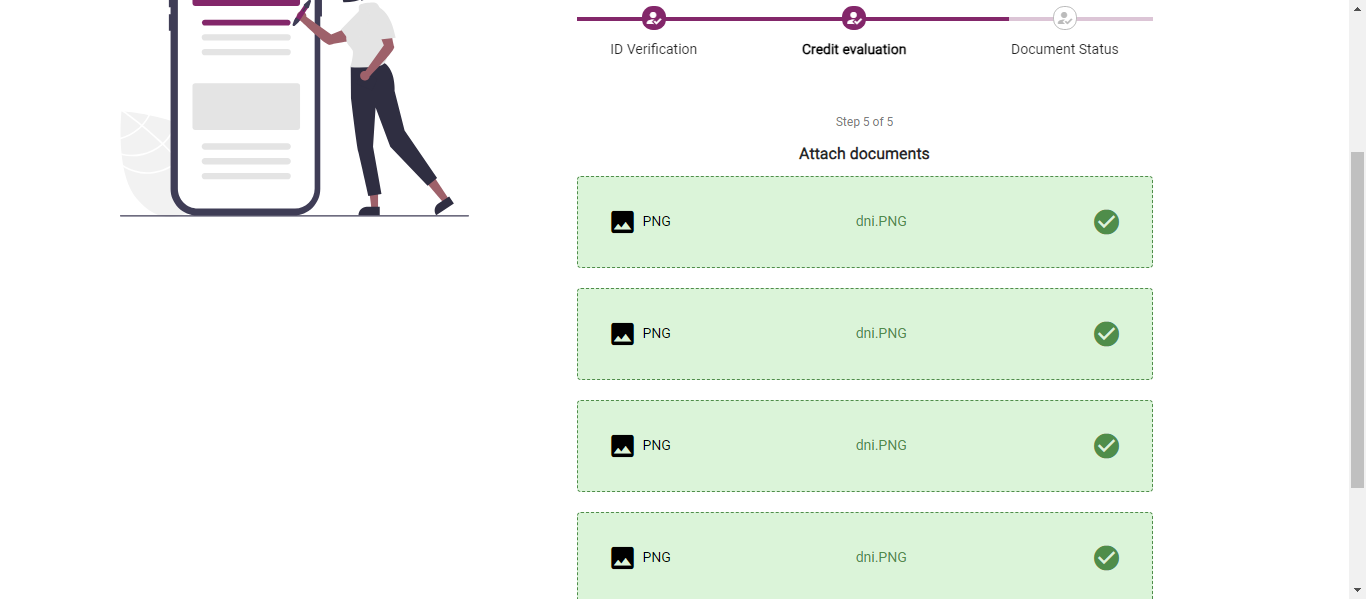 ID Verification
Credit evaluation
Document Status
Step 5 of 5
Attach documents
PNG dni.PNG
PNG dni.PNG
PNG dni.PNG
PNG dni.PNG